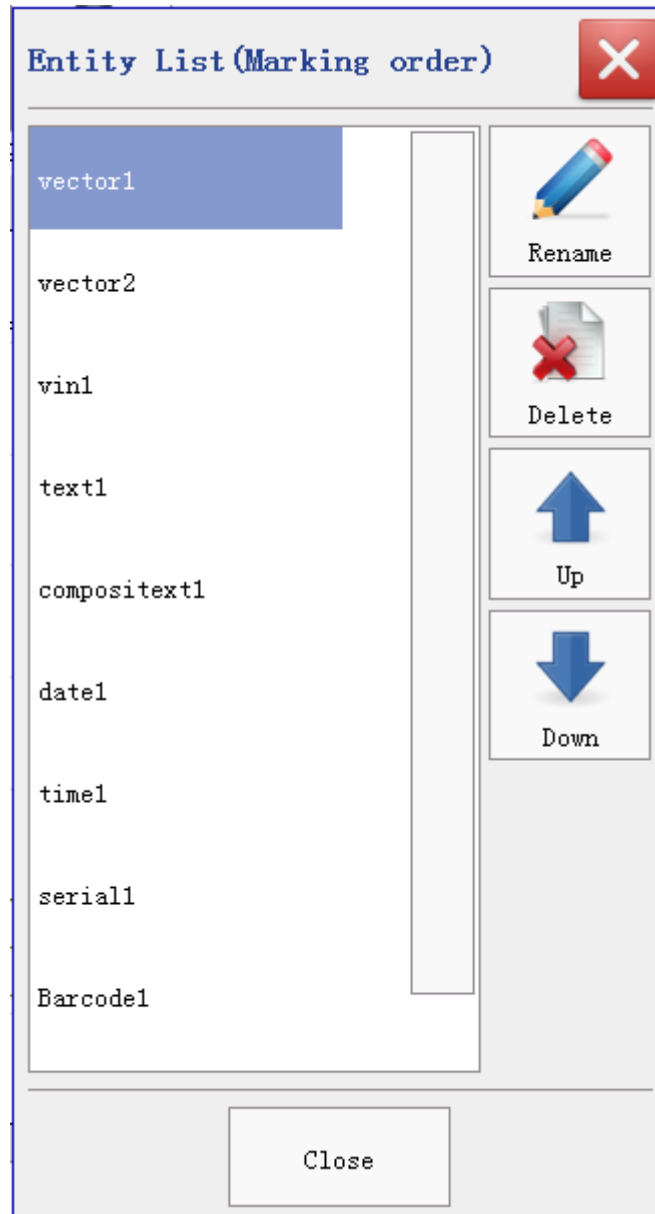 Entity List(Marking order)
vector1
vector2
vin1
text1
compositext1
date1
time1
serial1
Barcode1
Rename
Delete
Up
Down
Close